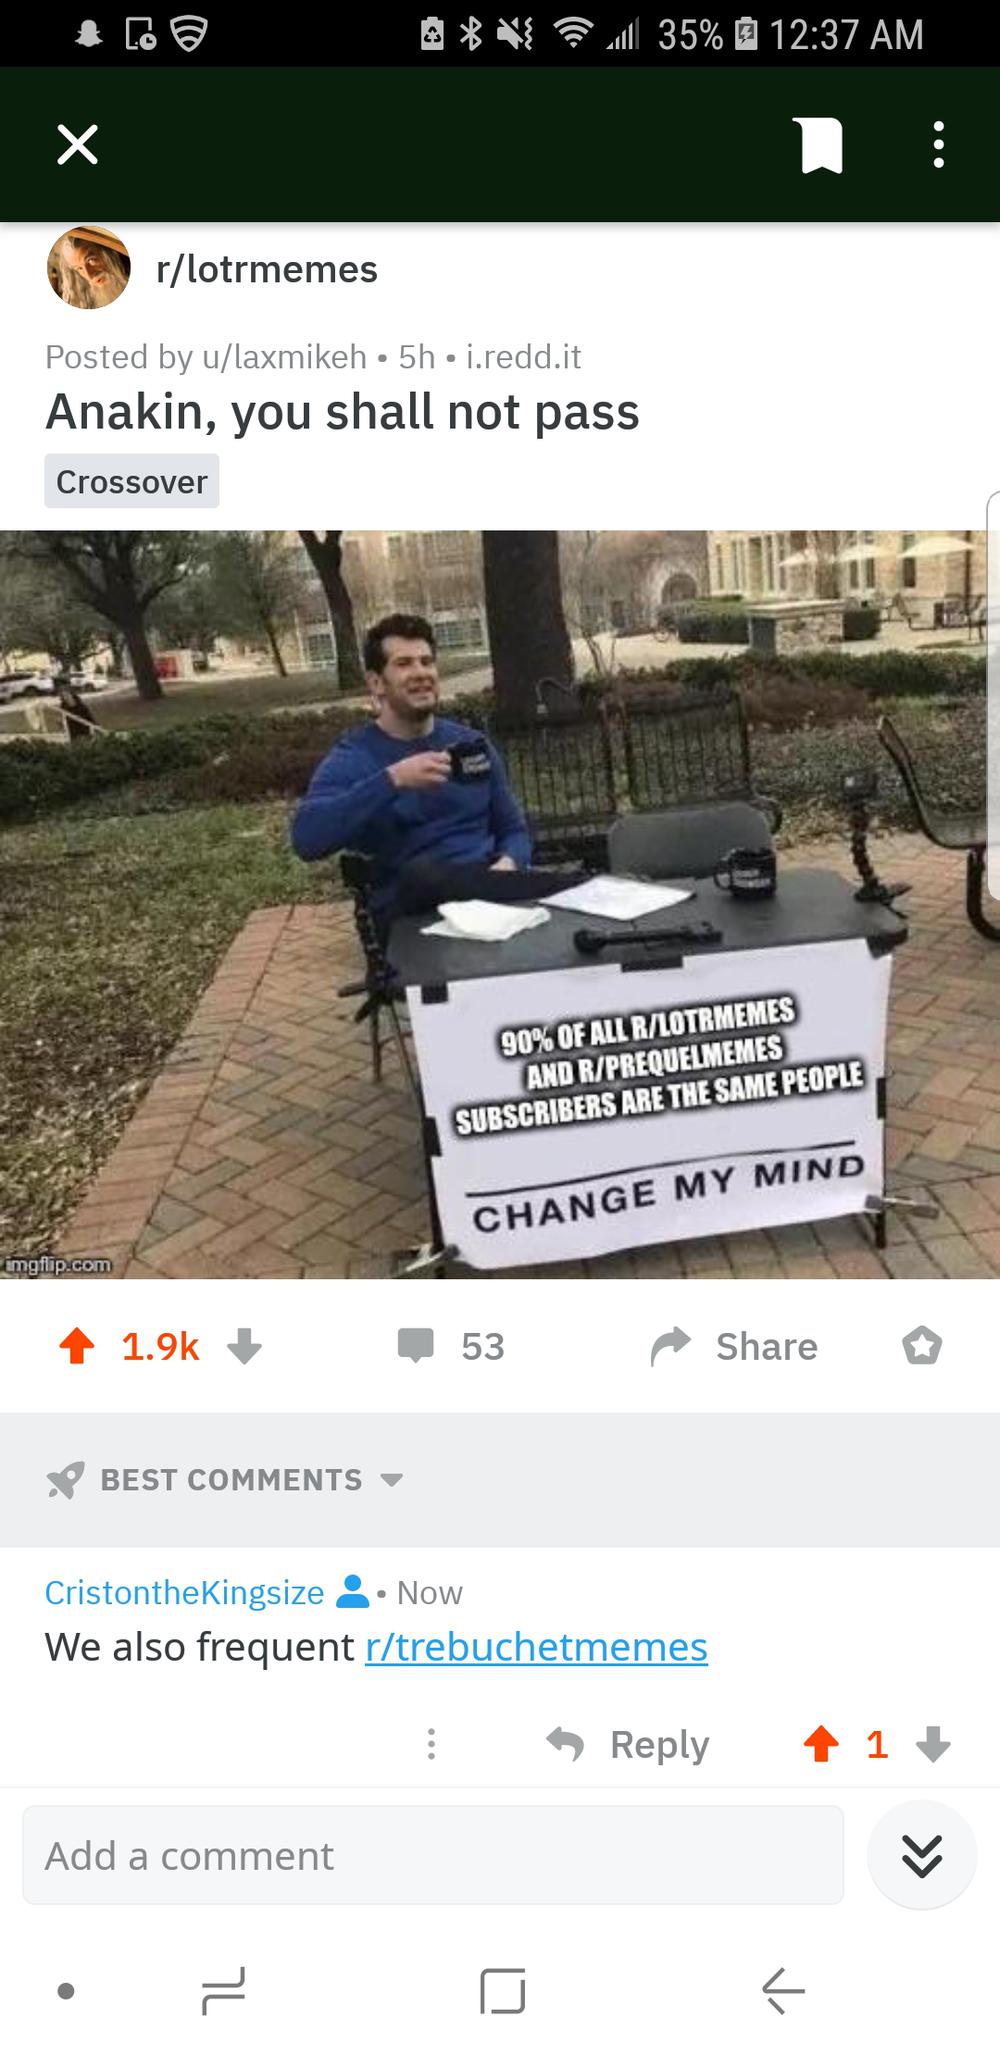 35% 12:37 AM
r/lotrmemes
Posted by u/laxmikeh • 5h • i.redd.it
Anakin, you shall not pass
Crossover
90% OF ALL R/LOTRMEMES
AND R/PREQUELMEMES
SUBSCRIBERS ARE THE SAME PEOPLE
CHANGE MY MIND
imgflip.com
1.9k 53 Share
BEST COMMENTS
CristontheKingsize • Now
We also frequent r/trebuchetmemes
Reply 1
Add a comment